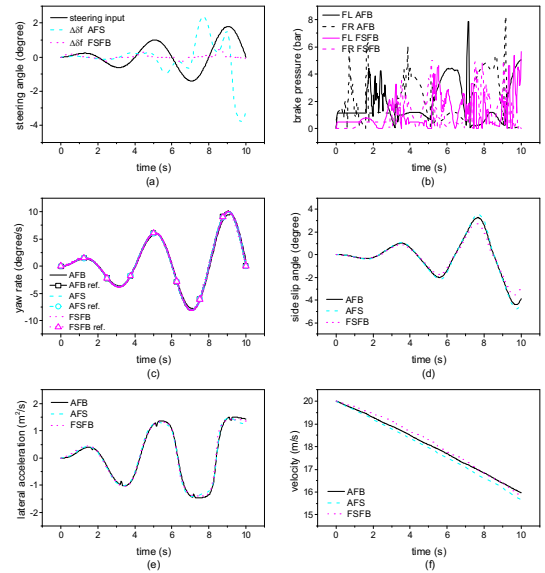 steering input
Δδf AFS
Δδf FSFB
steering angle (degree)
2
0
-2
-4
0 2 4 6 8 10
time (s)
(a)
FL AFB
FR AFB
FL FSFB
FR FSFB
brake pressure (bar)
8
6
4
2
0
0 2 4 6 8 10
time (s)
(b)
AFB
AFB ref.
AFS
AFS ref.
FSFB
FSFB ref.
yaw rate (degree/s)
10
5
0
-5
-10
0 2 4 6 8 10
time (s)
(c)
AFB
AFS
FSFB
side slip angle (degree)
4
2
0
-2
-4
-6
0 2 4 6 8 10
time (s)
(d)
AFB
AFS
FSFB
lateral acceleration (m²/s)
2
0
-2
0 2 4 6 8 10
time (s)
(e)
AFB
AFS
FSFB
velocity (m/s)
20
19
18
17
16
15
0 2 4 6 8 10
time (s)
(f)